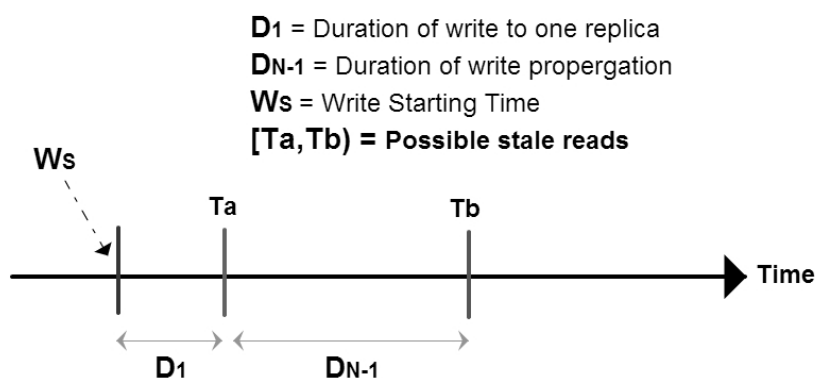 D1 = Duration of write to one replica
DN-1 = Duration of write propergation
Ws = Write Starting Time
[Ta,Tb) = Possible stale reads
Ws
Ta
Tb
Time
D1
DN-1